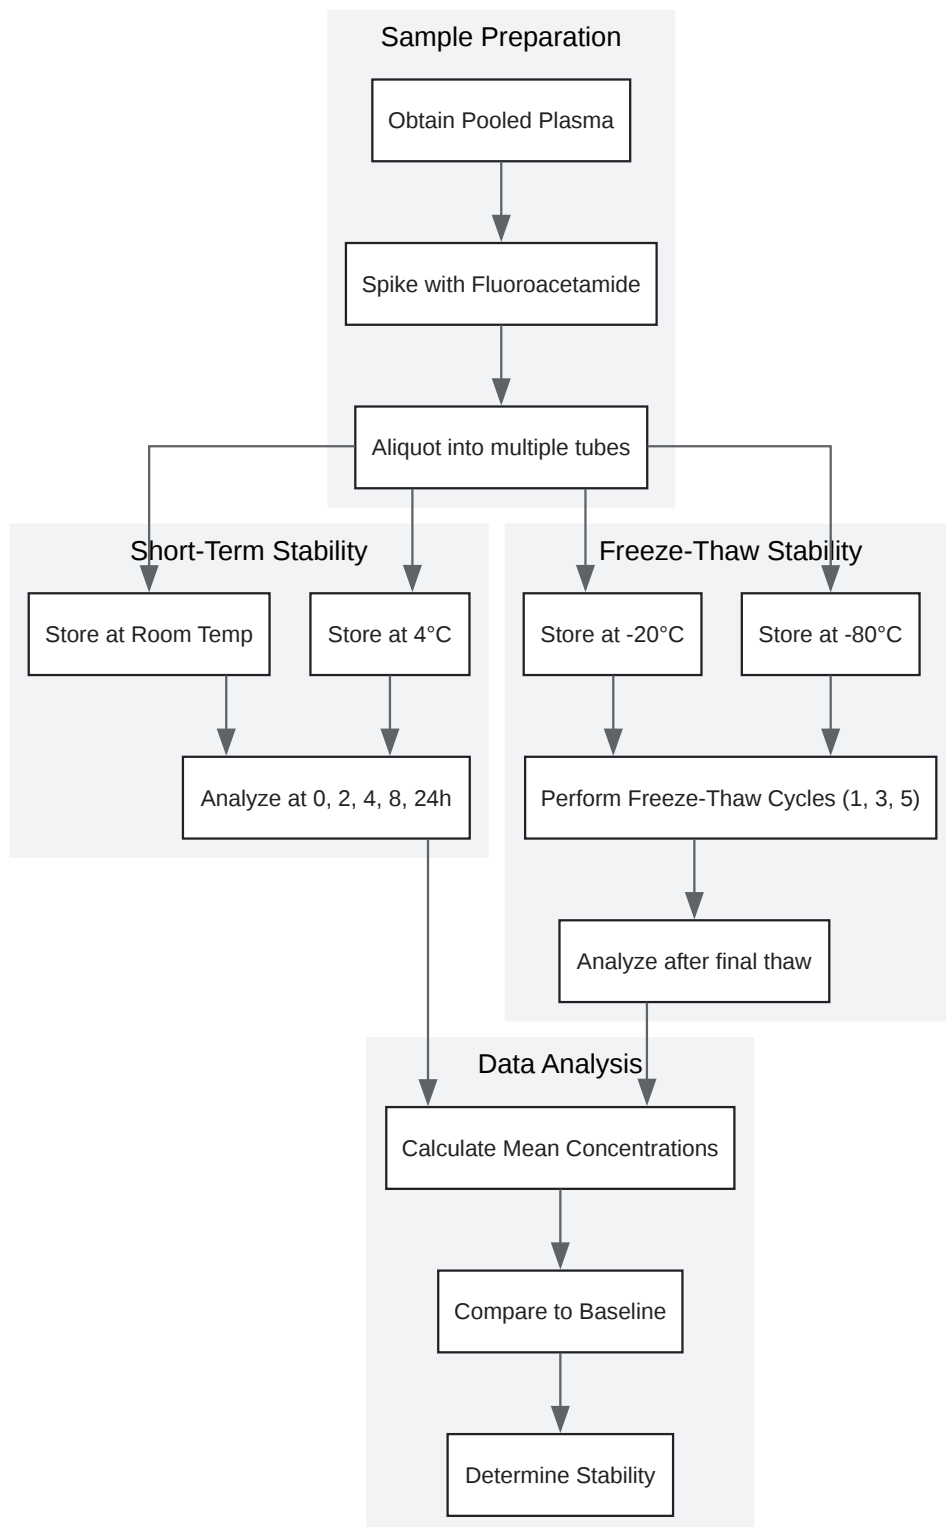 Sample Preparation
Obtain Pooled Plasma
Spike with Fluoroacetamide
Aliquot into multiple tubes
Short-Term Stability
Freeze-Thaw Stability
Store at Room Temp
Store at 4°C
Store at -20°C
Store at -80°C
Analyze at 0, 2, 4, 8, 24h
Perform Freeze-Thaw Cycles (1, 3, 5)
Analyze after final thaw
Data Analysis
Calculate Mean Concentrations
Compare to Baseline
Determine Stability